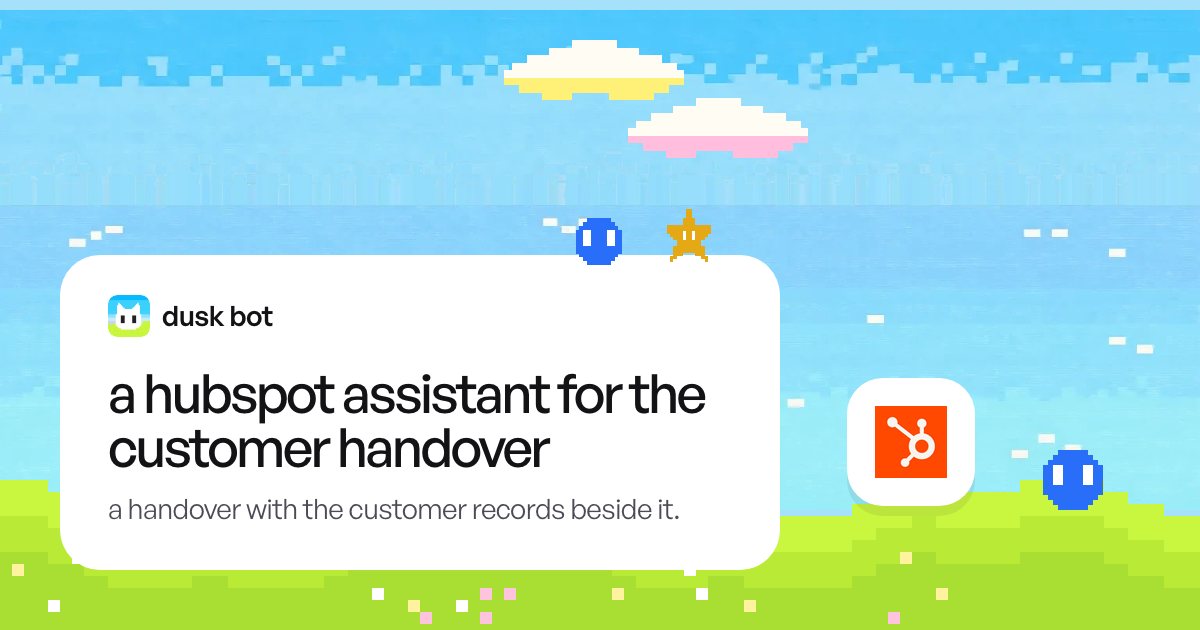 dusk bot
a hubspot assistant for the
customer handover
a handover with the customer records beside it.